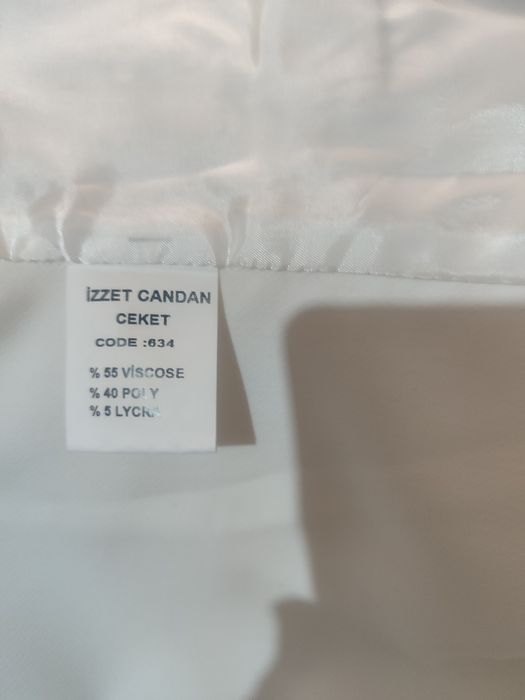 İZZET CANDAN
CEKET
CODE :634
% 55 VİSCOSE
% 40 POLY
% 5 LYCRA